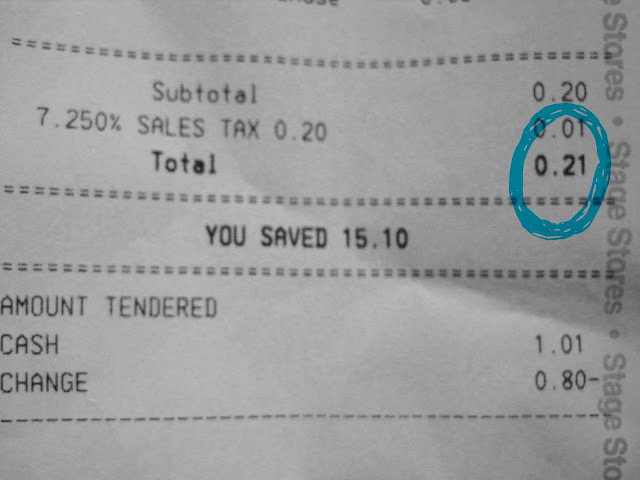 Subtotal 0.20
7.250% SALES TAX 0.20 0.01
Total 0.21
YOU SAVED 15.10
AMOUNT TENDERED
CASH 1.01
CHANGE 0.80-
e Stores • Stage Stores • Stage Sto